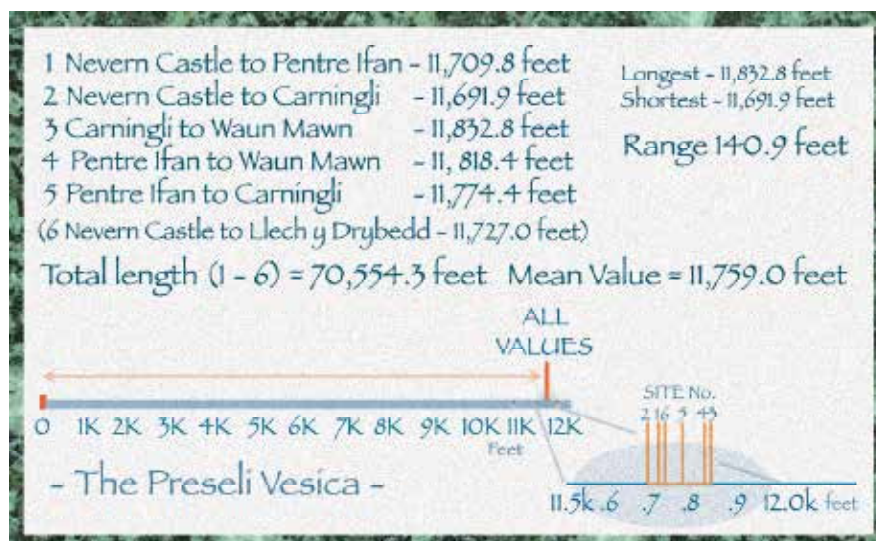 1 Nevern Castle to Pentre Ifan - 11,709.8 feet
2 Nevern Castle to Carningli - 11,691.9 feet
3 Carningli to Waun Mawn - 11,832.8 feet
4 Pentre Ifan to Waun Mawn - 11, 818.4 feet
5 Pentre Ifan to Carningli - 11,774.4 feet
(6 Nevern Castle to Llech y Drybedd - 11,727.0 feet)
Longest - 11,832.8 feet
Shortest - 11,691.9 feet
Range 140.9 feet
Total length (1 - 6) = 70,554.3 feet Mean Value = 11,759.0 feet
ALL
VALUES
0 1K 2K 3K 4K 5K 6K 7K 8K 9K 10K 11K 12K
Feet
SITE No.
2 16 5 43
11.5k .6 .7 .8 .9 12.0k feet
- The Preseli Vesica -